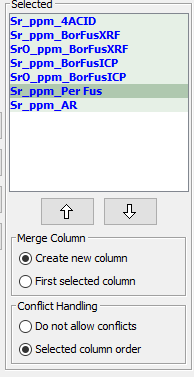 Selected
Sr_ppm_4ACID
Sr_ppm_BorFusXRF
SrO_ppm_BorFusXRF
Sr_ppm_BorFusICP
SrO_ppm_BorFusICP
Sr_ppm_Per Fus
Sr_ppm_AR
Merge Column
Create new column
First selected column
Conflict Handling
Do not allow conflicts
Selected column order